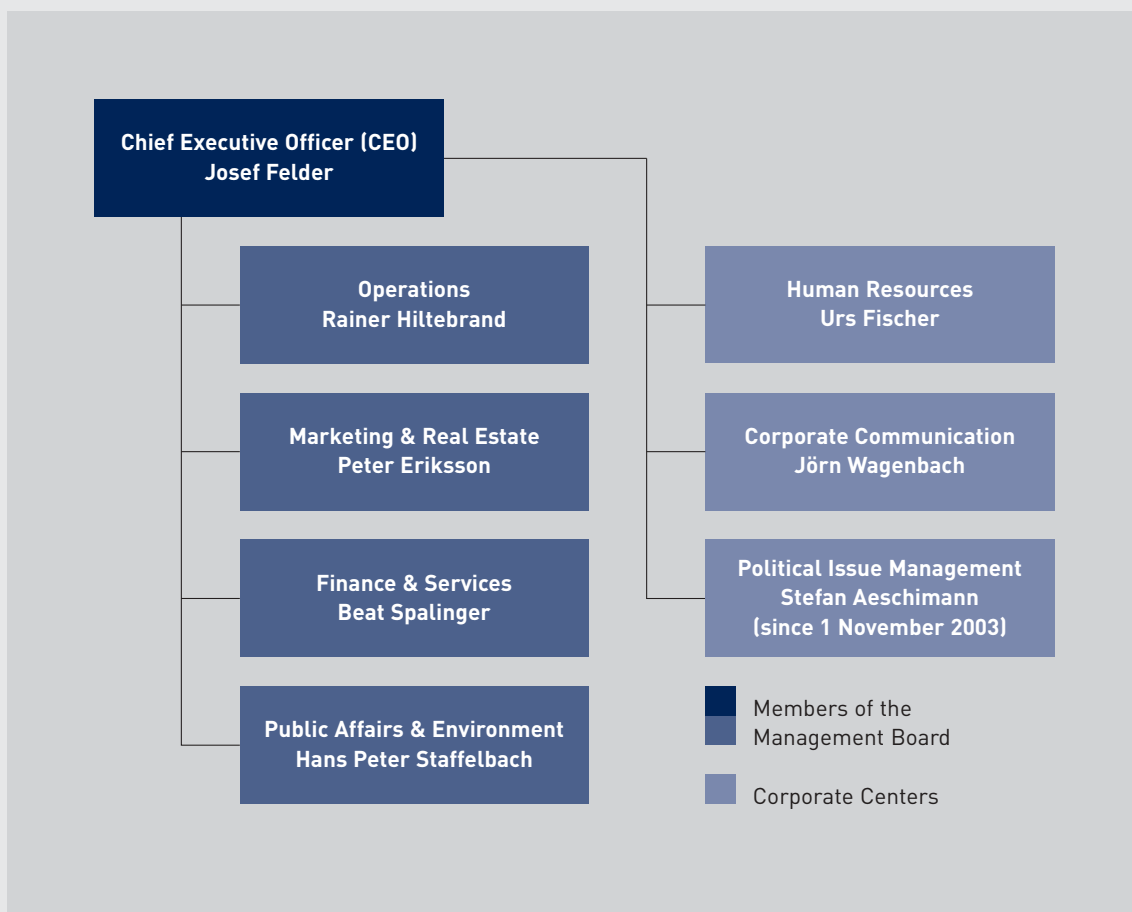 Chief Executive Officer (CEO)
Josef Felder
Operations
Rainer Hiltebrand
Marketing & Real Estate
Peter Eriksson
Finance & Services
Beat Spalinger
Public Affairs & Environment
Hans Peter Staffelbach
Human Resources
Urs Fischer
Corporate Communication
Jörn Wagenbach
Political Issue Management
Stefan Aeschimann
(since 1 November 2003)
Members of the
Management Board
Corporate Centers